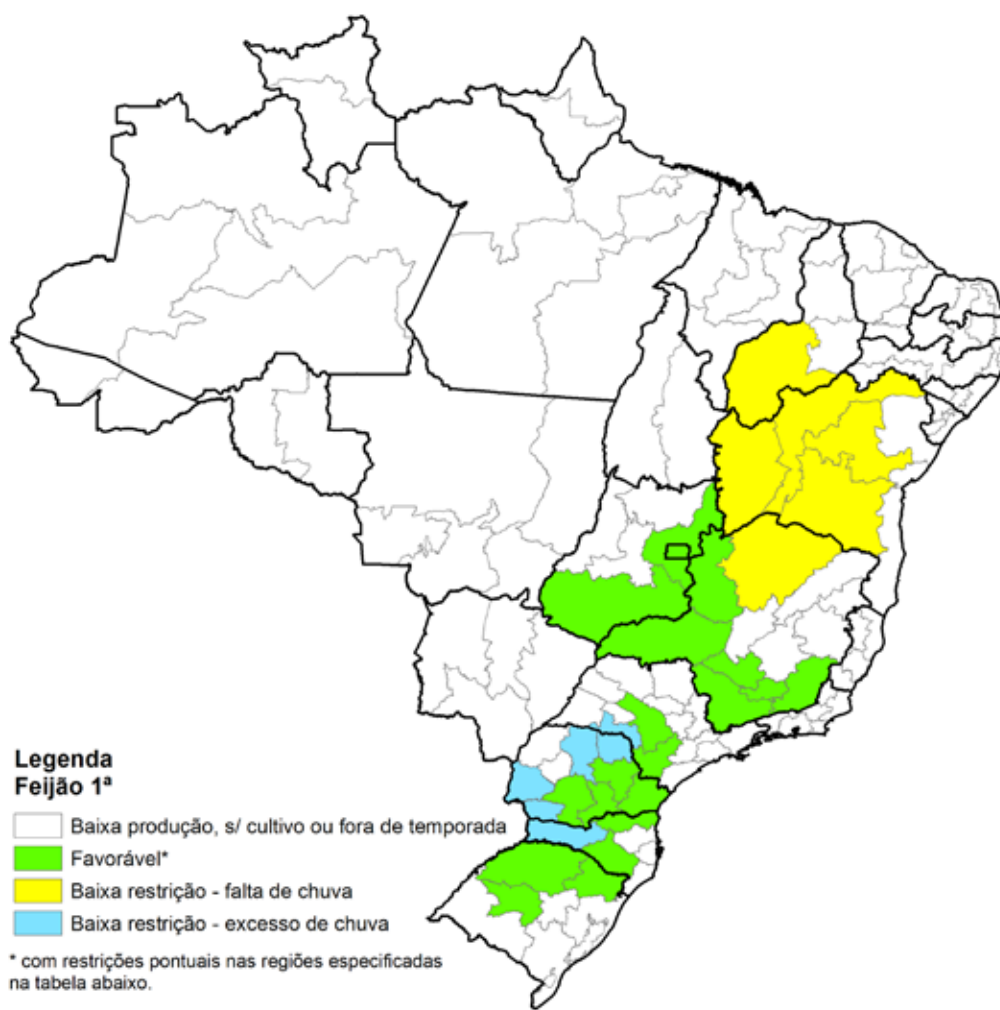 Legenda
Feijão 1ª
Baixa produção, s/ cultivo ou fora de temporada
Favorável*
Baixa restrição - falta de chuva
Baixa restrição - excesso de chuva
* com restrições pontuais nas regiões especificadas
na tabela abaixo.